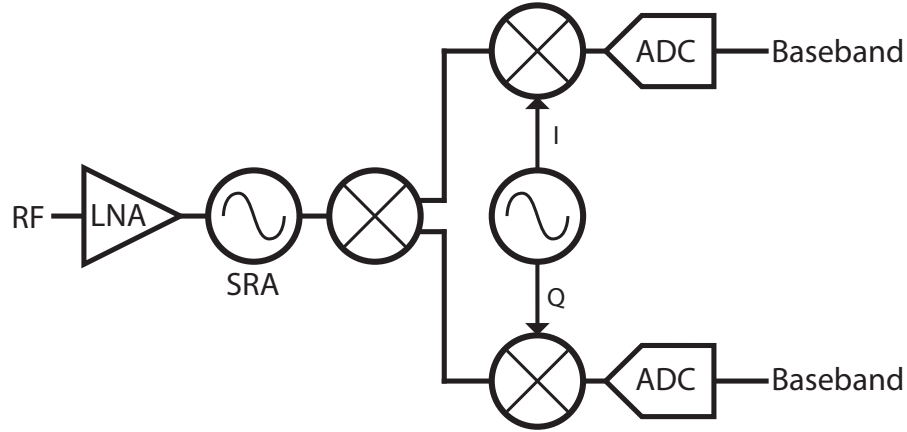 ADC
Baseband
I
RF
LNA
SRA
Q
ADC
Baseband